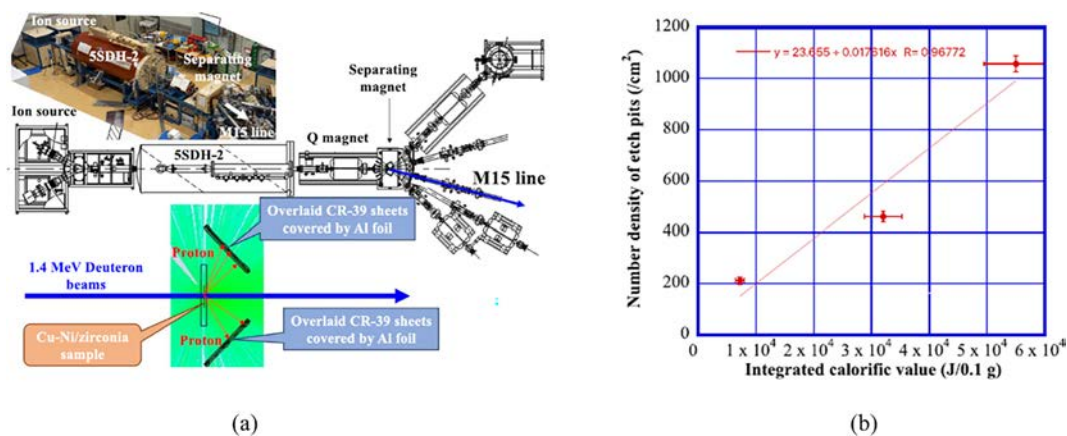 Ion source
5SDH-2
Separating
magnet
M15 line
Ion source
5SDH-2
Q magnet
Separating
magnet
M15 line
Overlaid CR-39 sheets
covered by Al foil
Proton
1.4 MeV Deuteron
beams
Cu-Ni/zirconia
sample
Proton
Overlaid CR-39 sheets
covered by Al foil
(a)
Number density of etch pits (/cm²)
1200
1000
800
600
400
200
0
y = 23.655 + 0.017616x R= 0.96772
0 1 x 10⁴ 2 x 10⁴ 3 x 10⁴ 4 x 10⁴ 5 x 10⁴ 6 x 10⁴
Integrated calorific value (J/0.1 g)
(b)